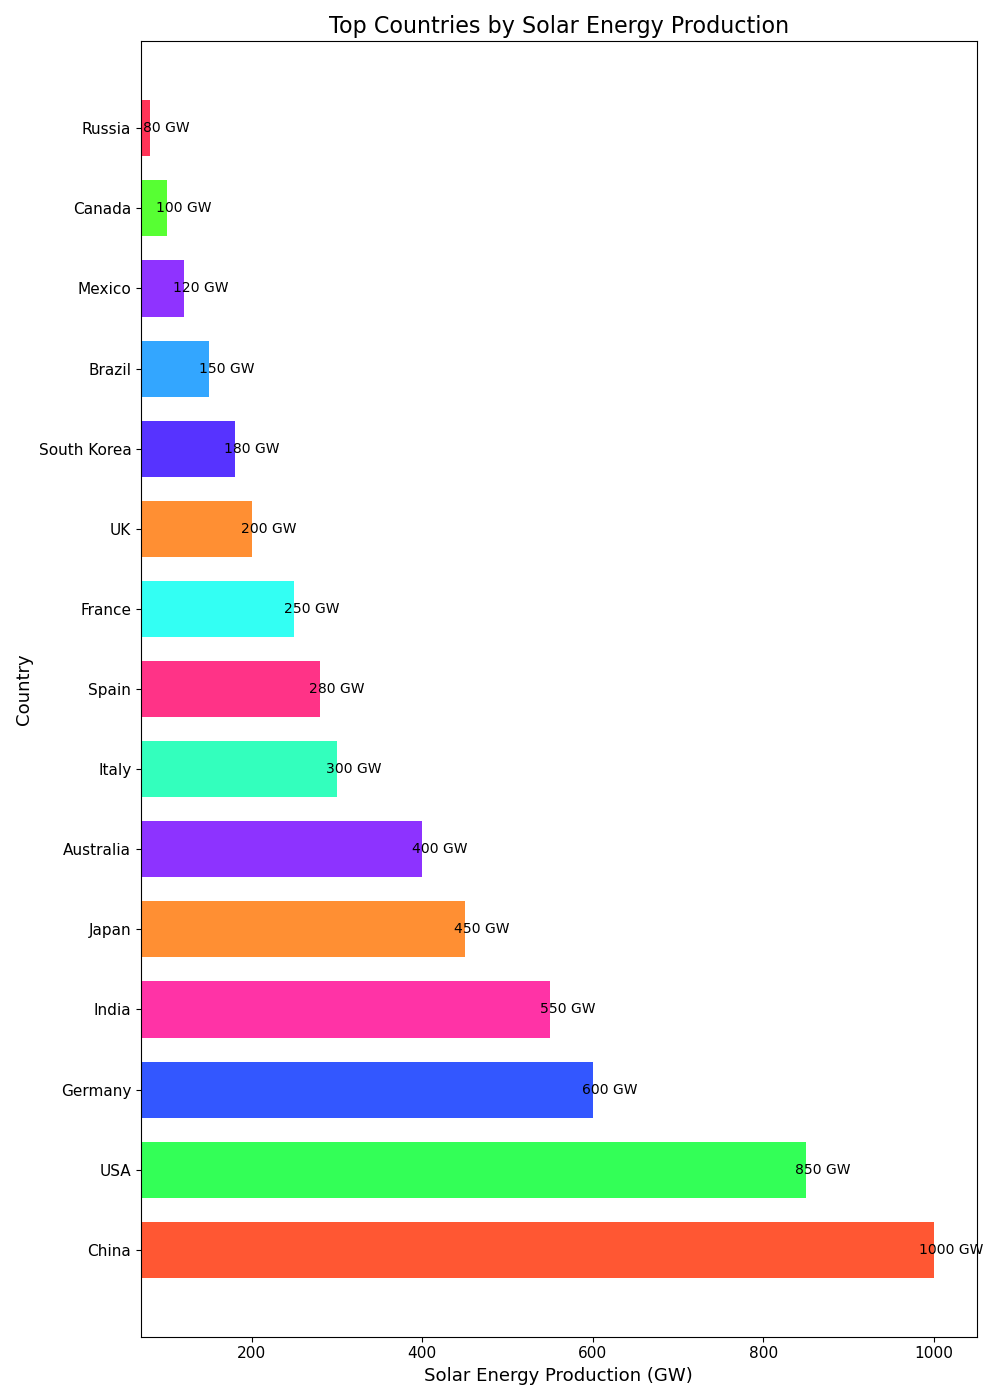 Top Countries by Solar Energy Production
Russia 80 GW
Canada 100 GW
Mexico 120 GW
Brazil 150 GW
South Korea 180 GW
UK 200 GW
France 250 GW
Spain 280 GW
Italy 300 GW
Australia 400 GW
Japan 450 GW
India 550 GW
Germany 600 GW
USA 850 GW
China 1000 GW
Country
200 400 600 800 1000
Solar Energy Production (GW)